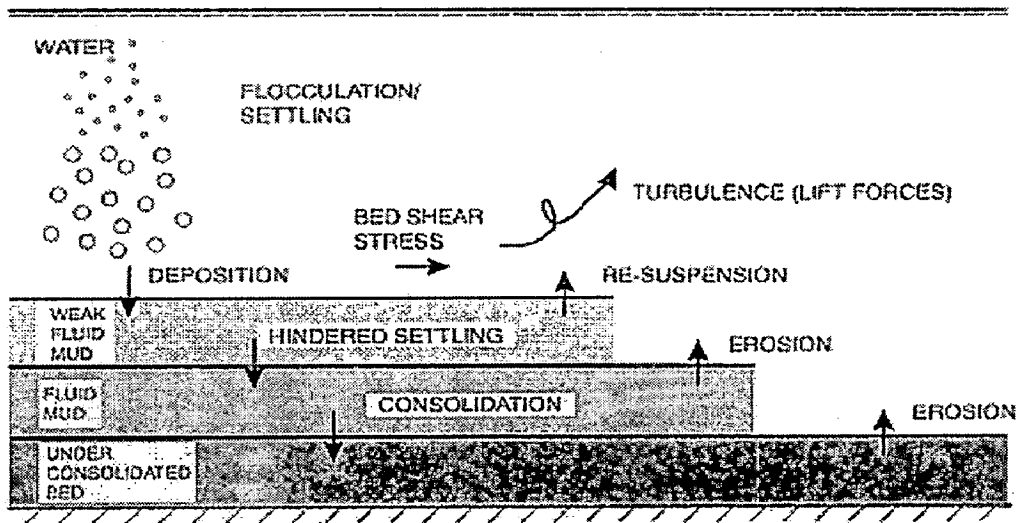 WATER
FLOCCULATION/
SETTLING
TURBULENCE (LIFT FORCES)
BED SHEAR
STRESS
DEPOSITION
RE-SUSPENSION
WEAK
FLUID
MUD
HINDERED SETTLING
EROSION
FLUID
MUD
CONSOLIDATION
EROSION
UNDER
CONSOLIDATED
BED